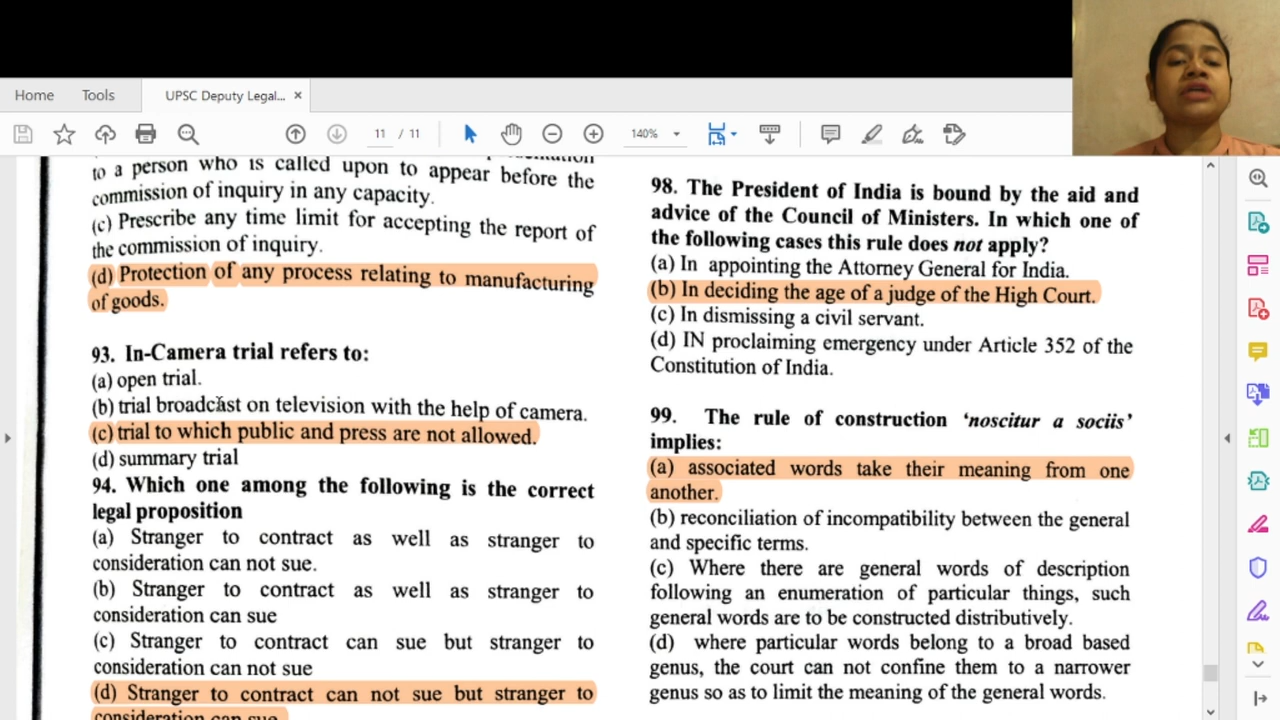 Home
Tools
UPSC Deputy Legal...
11 / 11
140%
to a person who is called upon to appear before the
commission of inquiry in any capacity.
(c) Prescribe any time limit for accepting the report of
the commission of inquiry.
(d) Protection of any process relating to manufacturing
of goods.
93. In-Camera trial refers to:
(a) open trial.
(b) trial broadcast on television with the help of camera.
(c) trial to which public and press are not allowed.
(d) summary trial
94. Which one among the following is the correct
legal proposition
(a) Stranger to contract as well as stranger to
consideration can not sue.
(b) Stranger to contract as well as stranger to
consideration can sue
(c) Stranger to contract can sue but stranger to
consideration can not sue
(d) Stranger to contract can not sue but stranger to
consideration can sue
98. The President of India is bound by the aid and
advice of the Council of Ministers. In which one of
the following cases this rule does not apply?
(a) In appointing the Attorney General for India.
(b) In deciding the age of a judge of the High Court.
(c) In dismissing a civil servant.
(d) IN proclaiming emergency under Article 352 of the
Constitution of India.
99. The rule of construction ‘noscitur a sociis’
implies:
(a) associated words take their meaning from one
another.
(b) reconciliation of incompatibility between the general
and specific terms.
(c) Where there are general words of description
following an enumeration of particular things, such
general words are to be constructed distributively.
(d) where particular words belong to a broad based
genus, the court can not confine them to a narrower
genus so as to limit the meaning of the general words.